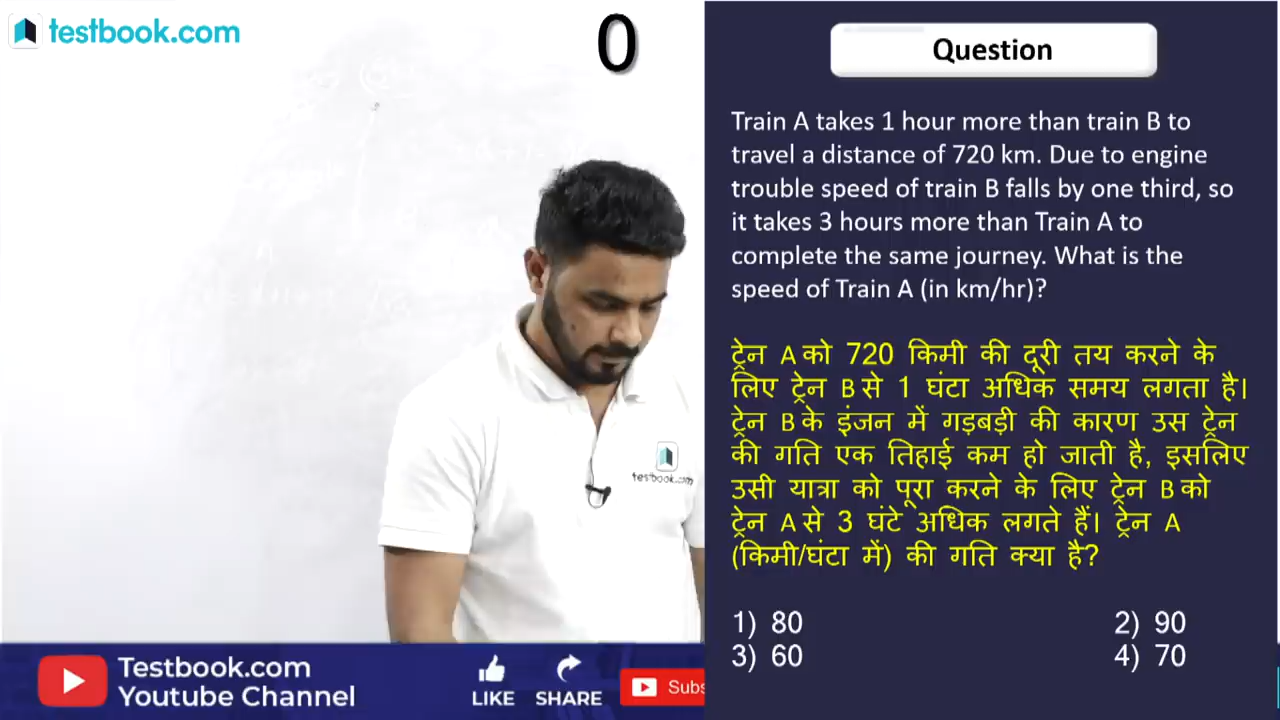 testbook.com
0
Question
Train A takes 1 hour more than train B to
travel a distance of 720 km. Due to engine
trouble speed of train B falls by one third, so
it takes 3 hours more than Train A to
complete the same journey. What is the
speed of Train A (in km/hr)?
ट्रेन A को 720 किमी की दूरी तय करने के
लिए ट्रेन B से 1 घंटा अधिक समय लगता है।
ट्रेन B के इंजन में गड़बड़ी की कारण उस ट्रेन
की गति एक तिहाई कम हो जाती है, इसलिए
उसी यात्रा को पूरा करने के लिए ट्रेन B को
ट्रेन A से 3 घंटे अधिक लगते हैं। ट्रेन A
(किमी/घंटा में) की गति क्या है?
1) 80 2) 90
3) 60 4) 70
testbook.com
Testbook.com
Youtube Channel
LIKE SHARE Subs